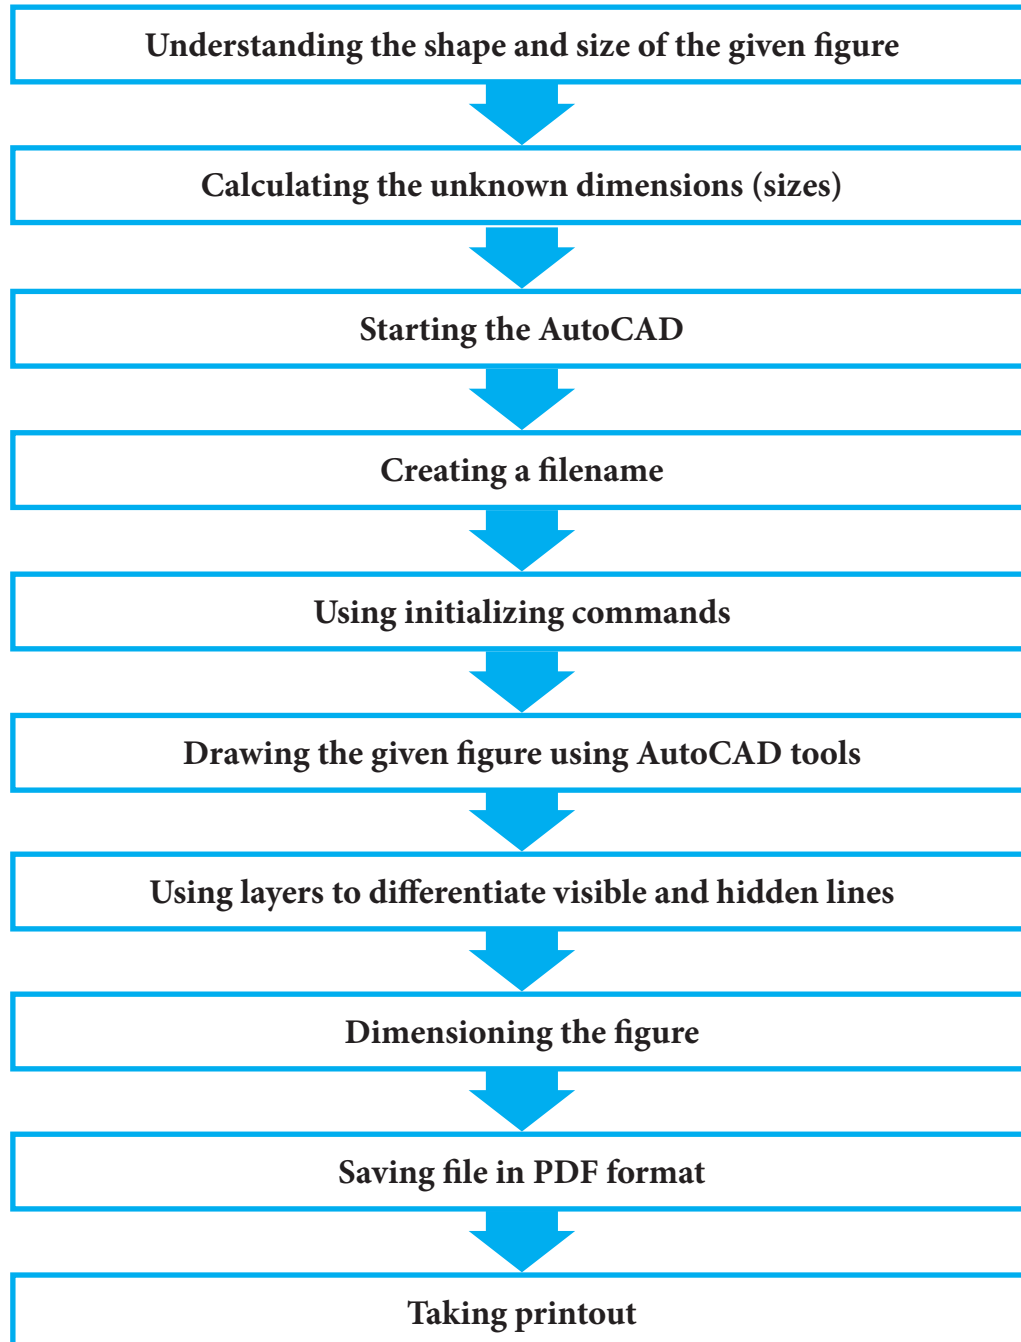 Understanding the shape and size of the given figure
Calculating the unknown dimensions (sizes)
Starting the AutoCAD
Creating a filename
Using initializing commands
Drawing the given figure using AutoCAD tools
Using layers to differentiate visible and hidden lines
Dimensioning the figure
Saving file in PDF format
Taking printout